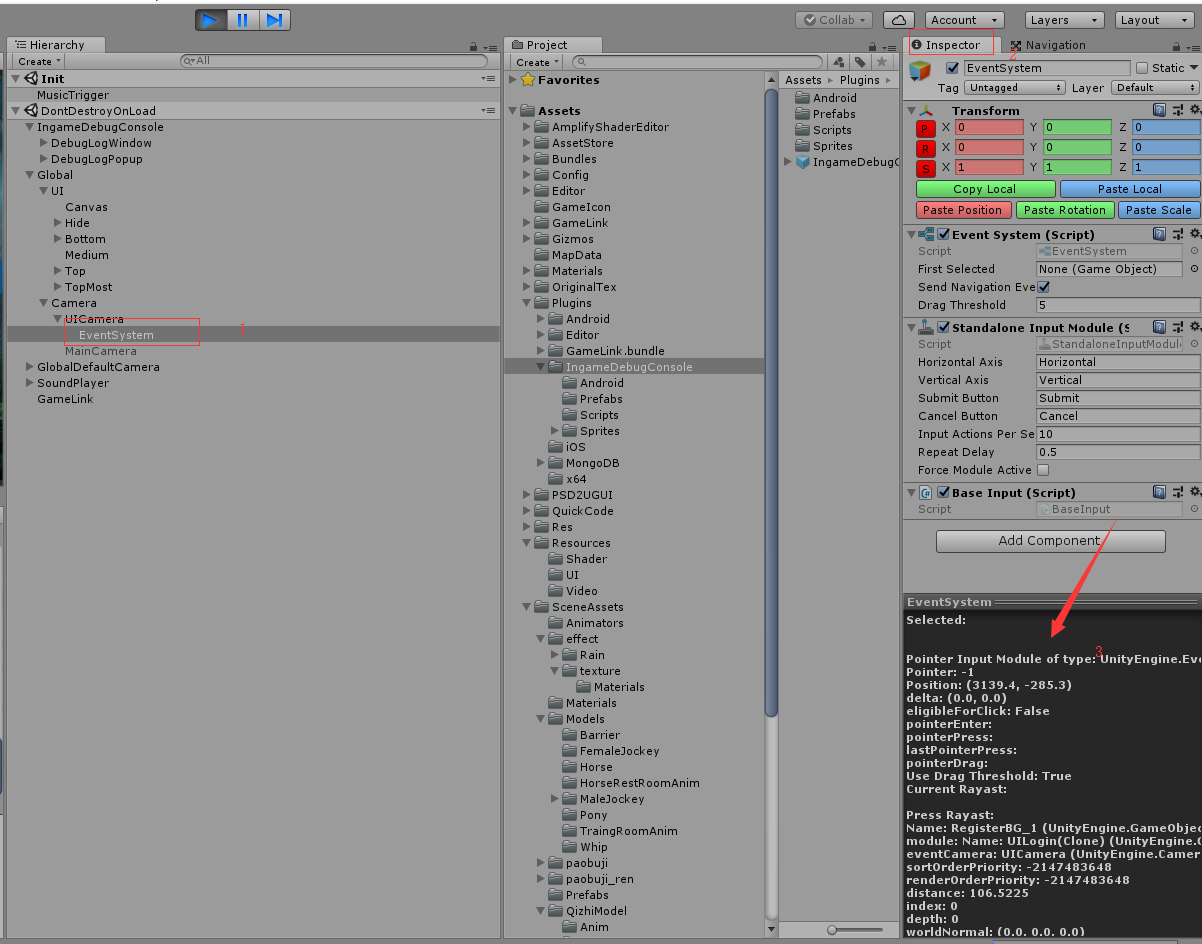 Collab
Account
Layers
Layout
Hierarchy
Create
All
Init
MusicTrigger
DontDestroyOnLoad
IngameDebugConsole
DebugLogWindow
DebugLogPopup
Global
UI
Canvas
Hide
Bottom
Medium
Top
TopMost
Camera
UICamera
EventSystem
1
MainCamera
GlobalDefaultCamera
SoundPlayer
GameLink
Project
Create
Favorites
Assets
AmplifyShaderEditor
AssetStore
Bundles
Config
Editor
GameIcon
GameLink
Gizmos
MapData
Materials
OriginalTex
Plugins
Android
Editor
GameLink.bundle
IngameDebugConsole
Android
Prefabs
Scripts
Sprites
iOS
MongoDB
x64
PSD2UGUI
QuickCode
Res
Resources
Shader
UI
Video
SceneAssets
Animators
effect
Rain
texture
Materials
Materials
Models
Barrier
FemaleJockey
Horse
HorseRestRoomAnim
MaleJockey
Pony
TraingRoomAnim
Whip
paobuji
paobuji_ren
Prefabs
QizhiModel
Anim
Assets Plugins
Android
Prefabs
Scripts
Sprites
IngameDebugC
Inspector
Navigation
2
EventSystem Static
Tag Untagged Layer Default
Transform
P X 0 Y 0 Z 0
R X 0 Y 0 Z 0
S X 1 Y 1 Z 1
Copy Local Paste Local
Paste Position Paste Rotation Paste Scale
Event System (Script)
Script EventSystem
First Selected None (Game Object)
Send Navigation Eve
Drag Threshold 5
Standalone Input Module (S
Script StandaloneInputModul
Horizontal Axis Horizontal
Vertical Axis Vertical
Submit Button Submit
Cancel Button Cancel
Input Actions Per Se 10
Repeat Delay 0.5
Force Module Active
Base Input (Script)
Script BaseInput
Add Component
EventSystem
Selected:
3
Pointer Input Module of type: UnityEngine.Eve
Pointer: -1
Position: (3139.4, -285.3)
delta: (0.0, 0.0)
eligibleForClick: False
pointerEnter:
pointerPress:
lastPointerPress:
pointerDrag:
Use Drag Threshold: True
Current Rayast:
Press Rayast:
Name: RegisterBG_1 (UnityEngine.GameObjec
module: Name: UILogin(Clone) (UnityEngine.G
eventCamera: UICamera (UnityEngine.Camer
sortOrderPriority: -2147483648
renderOrderPriority: -2147483648
distance: 106.5225
index: 0
depth: 0
worldNormal: (0.0, 0.0, 0.0)